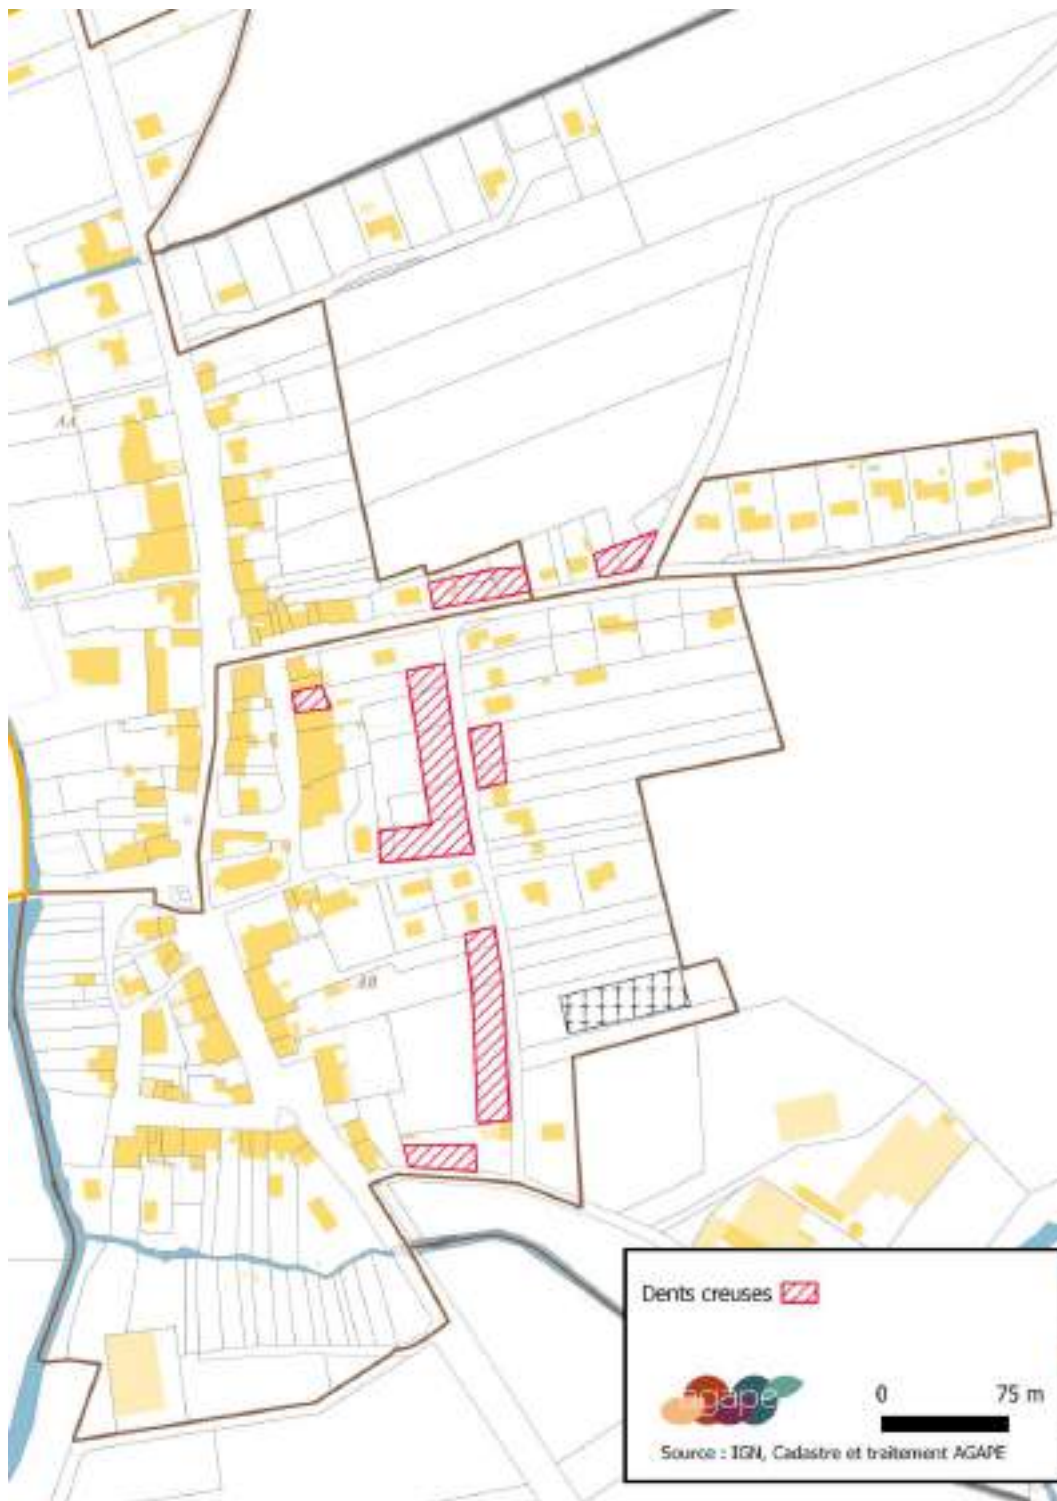 AA
AB
Dents creuses
agape
0 75 m
Source : IGN, Cadastre et traitement AGAPE